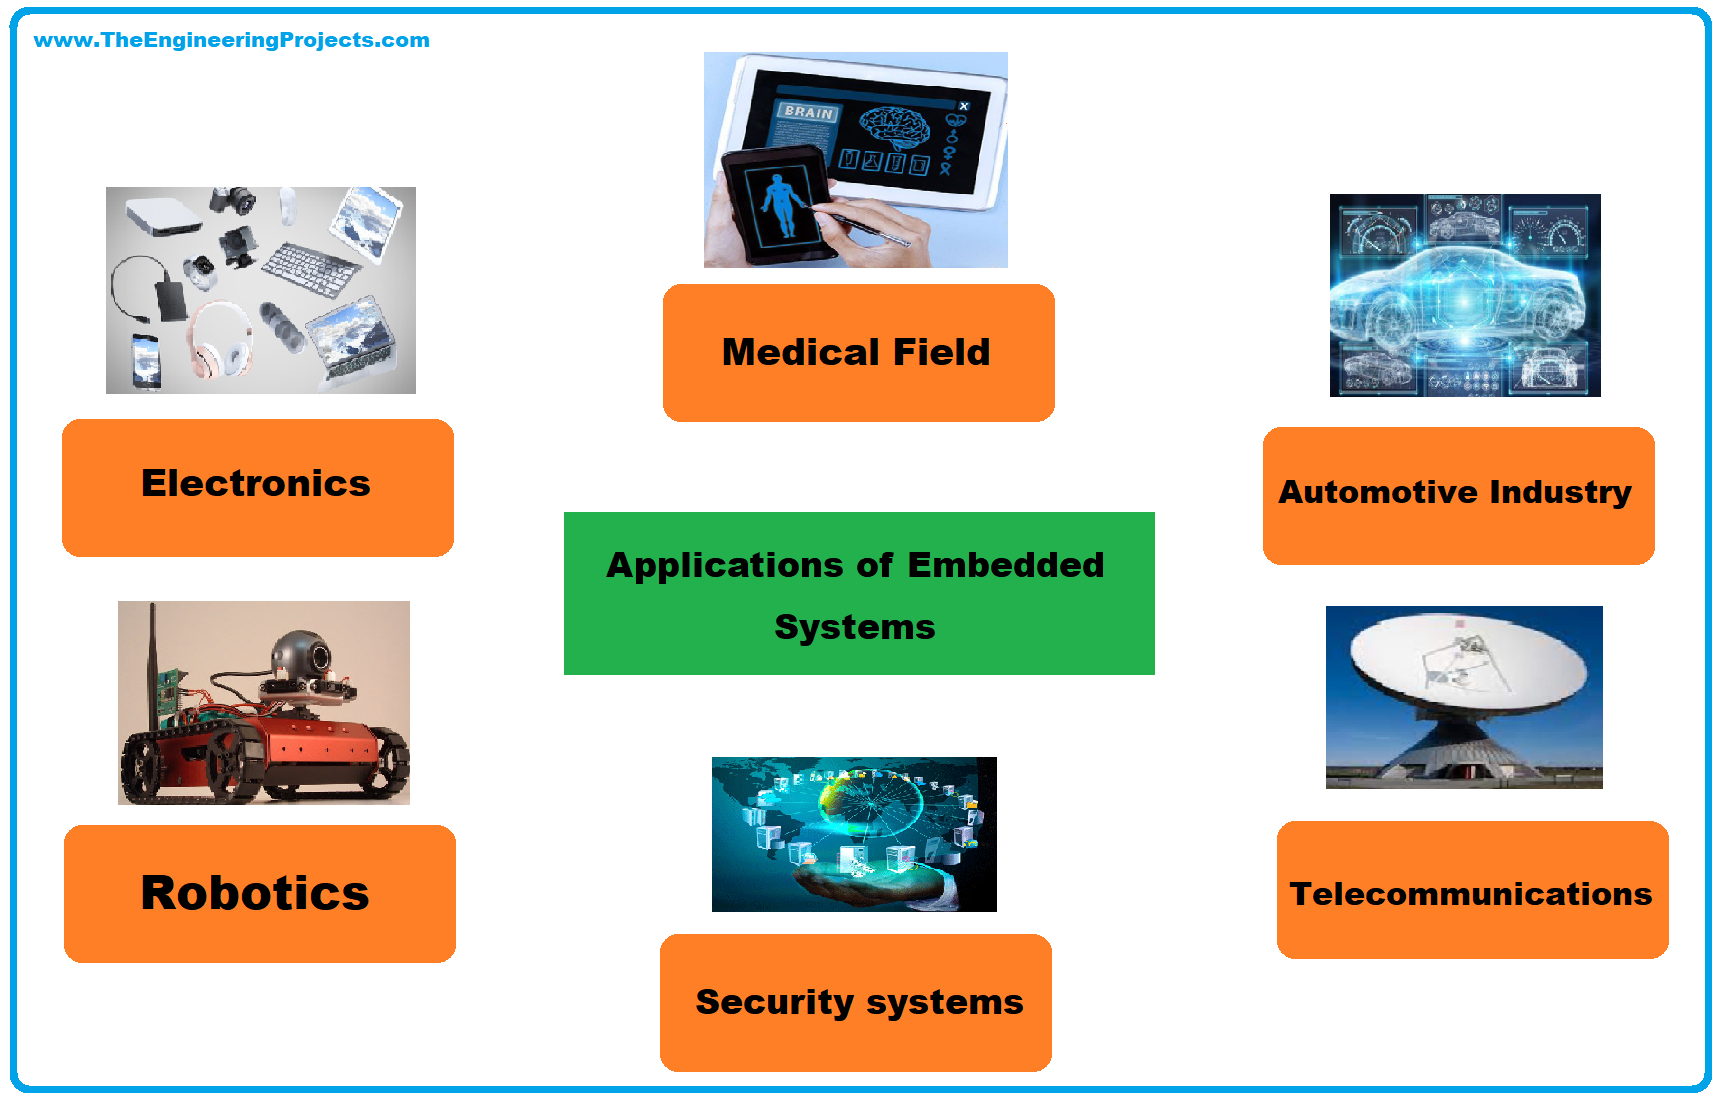 www.TheEngineeringProjects.com
BRAIN
X
Medical Field
Electronics
Automotive Industry
Applications of Embedded
Systems
Robotics
Telecommunications
Security systems